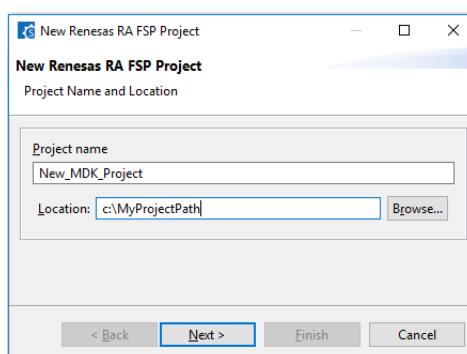 New Renesas RA FSP Project
New Renesas RA FSP Project
Project Name and Location
Project name
New_MDK_Project
Location: c:\MyProjectPath Browse...
< Back Next > Finish Cancel